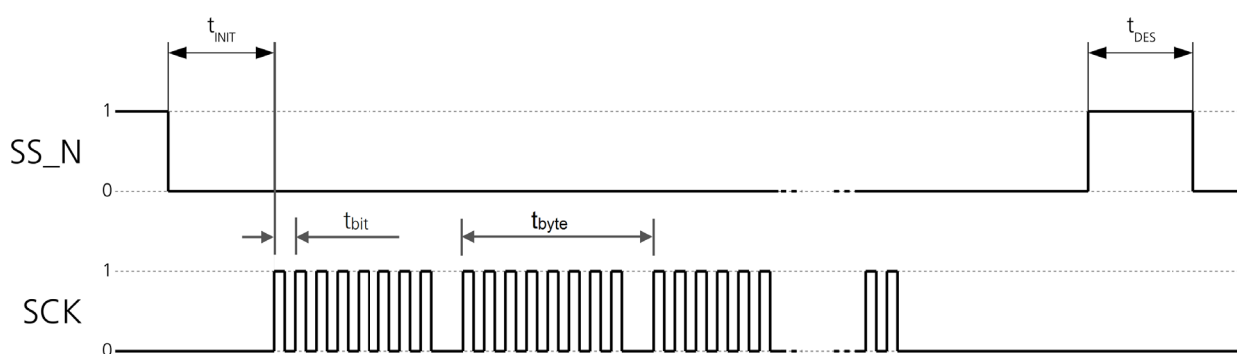 tINIT
tDES
1
SS_N
0
tbit
tbyte
1
SCK
0